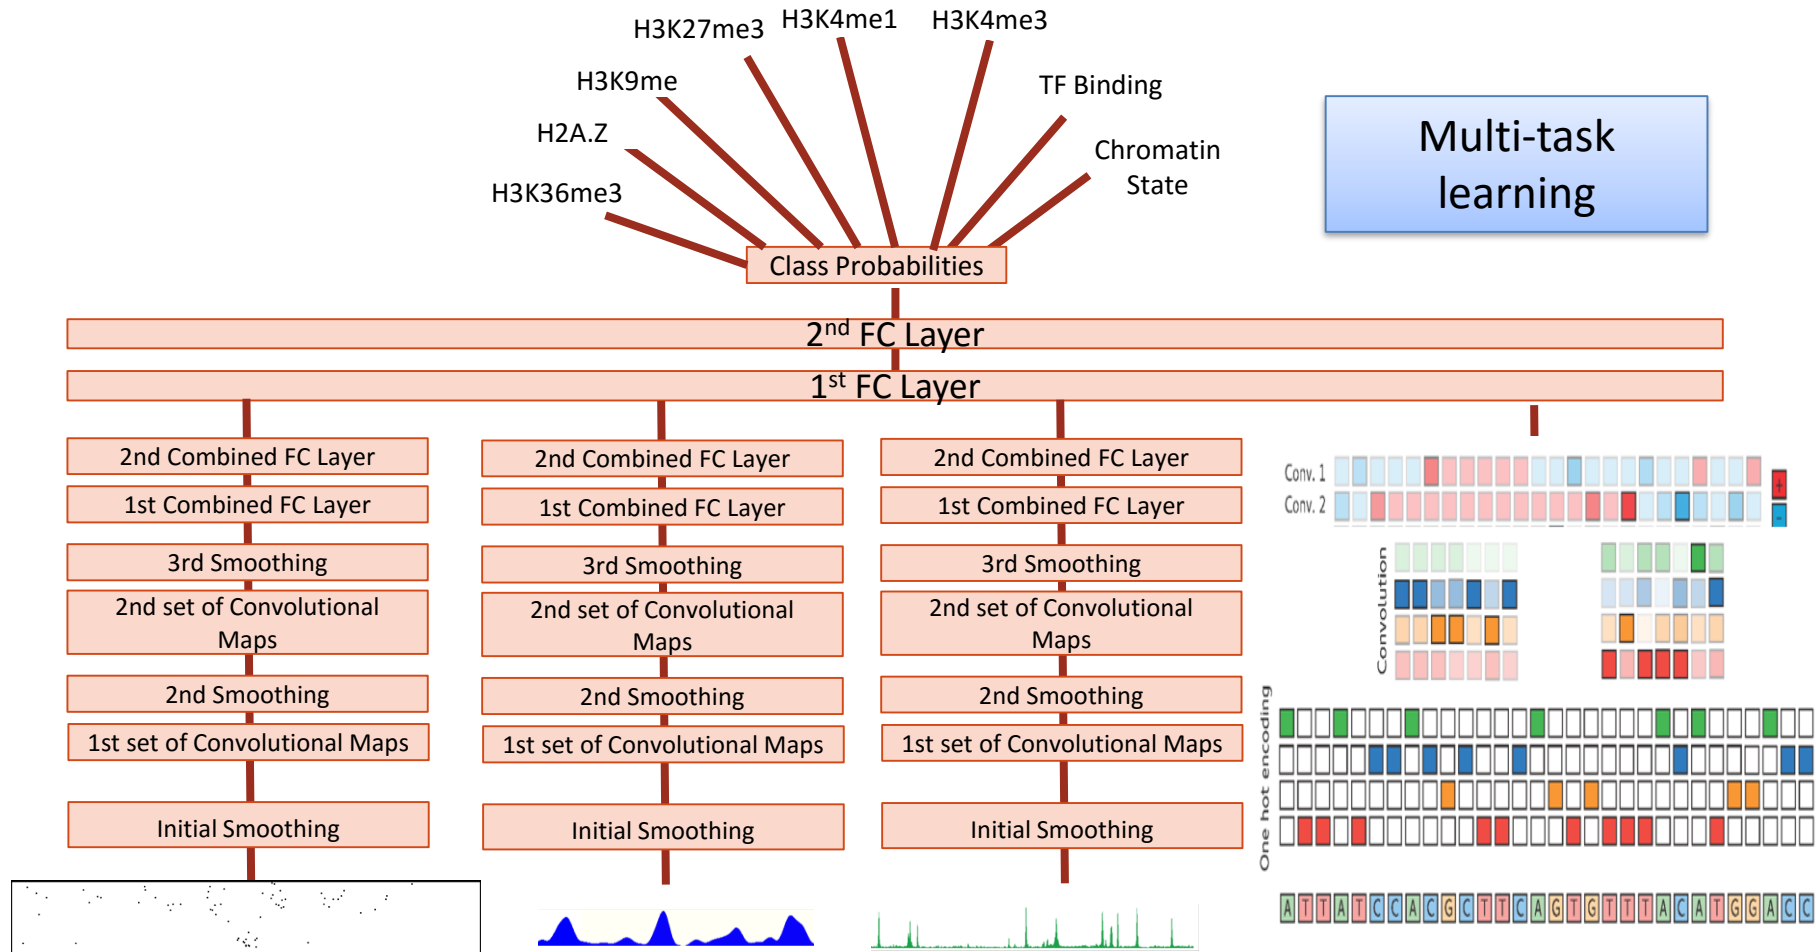 H3K27me3
H3K4me1
H3K4me3
H3K9me
TF Binding
H2A.Z
Chromatin
State
H3K36me3
Multi-task
learning
Class Probabilities
2nd FC Layer
1st FC Layer
2nd Combined FC Layer
1st Combined FC Layer
3rd Smoothing
2nd set of Convolutional
Maps
2nd Smoothing
1st set of Convolutional Maps
Initial Smoothing
2nd Combined FC Layer
1st Combined FC Layer
3rd Smoothing
2nd set of Convolutional
Maps
2nd Smoothing
1st set of Convolutional Maps
Initial Smoothing
2nd Combined FC Layer
1st Combined FC Layer
3rd Smoothing
2nd set of Convolutional
Maps
2nd Smoothing
1st set of Convolutional Maps
Initial Smoothing
Conv. 1
Conv. 2
+
-
Convolution
One hot encoding
A T T A T C C A C G C T T C A G T G T T T A C A T G G A C C